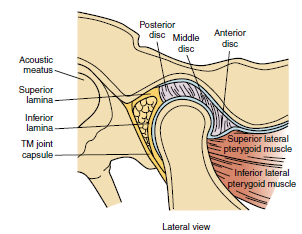 Posterior
disc
Middle
disc
Anterior
disc
Acoustic
meatus
Superior
lamina
Inferior
lamina
TM joint
capsule
Superior lateral
pterygoid muscle
Inferior lateral
pterygoid muscle
Lateral view